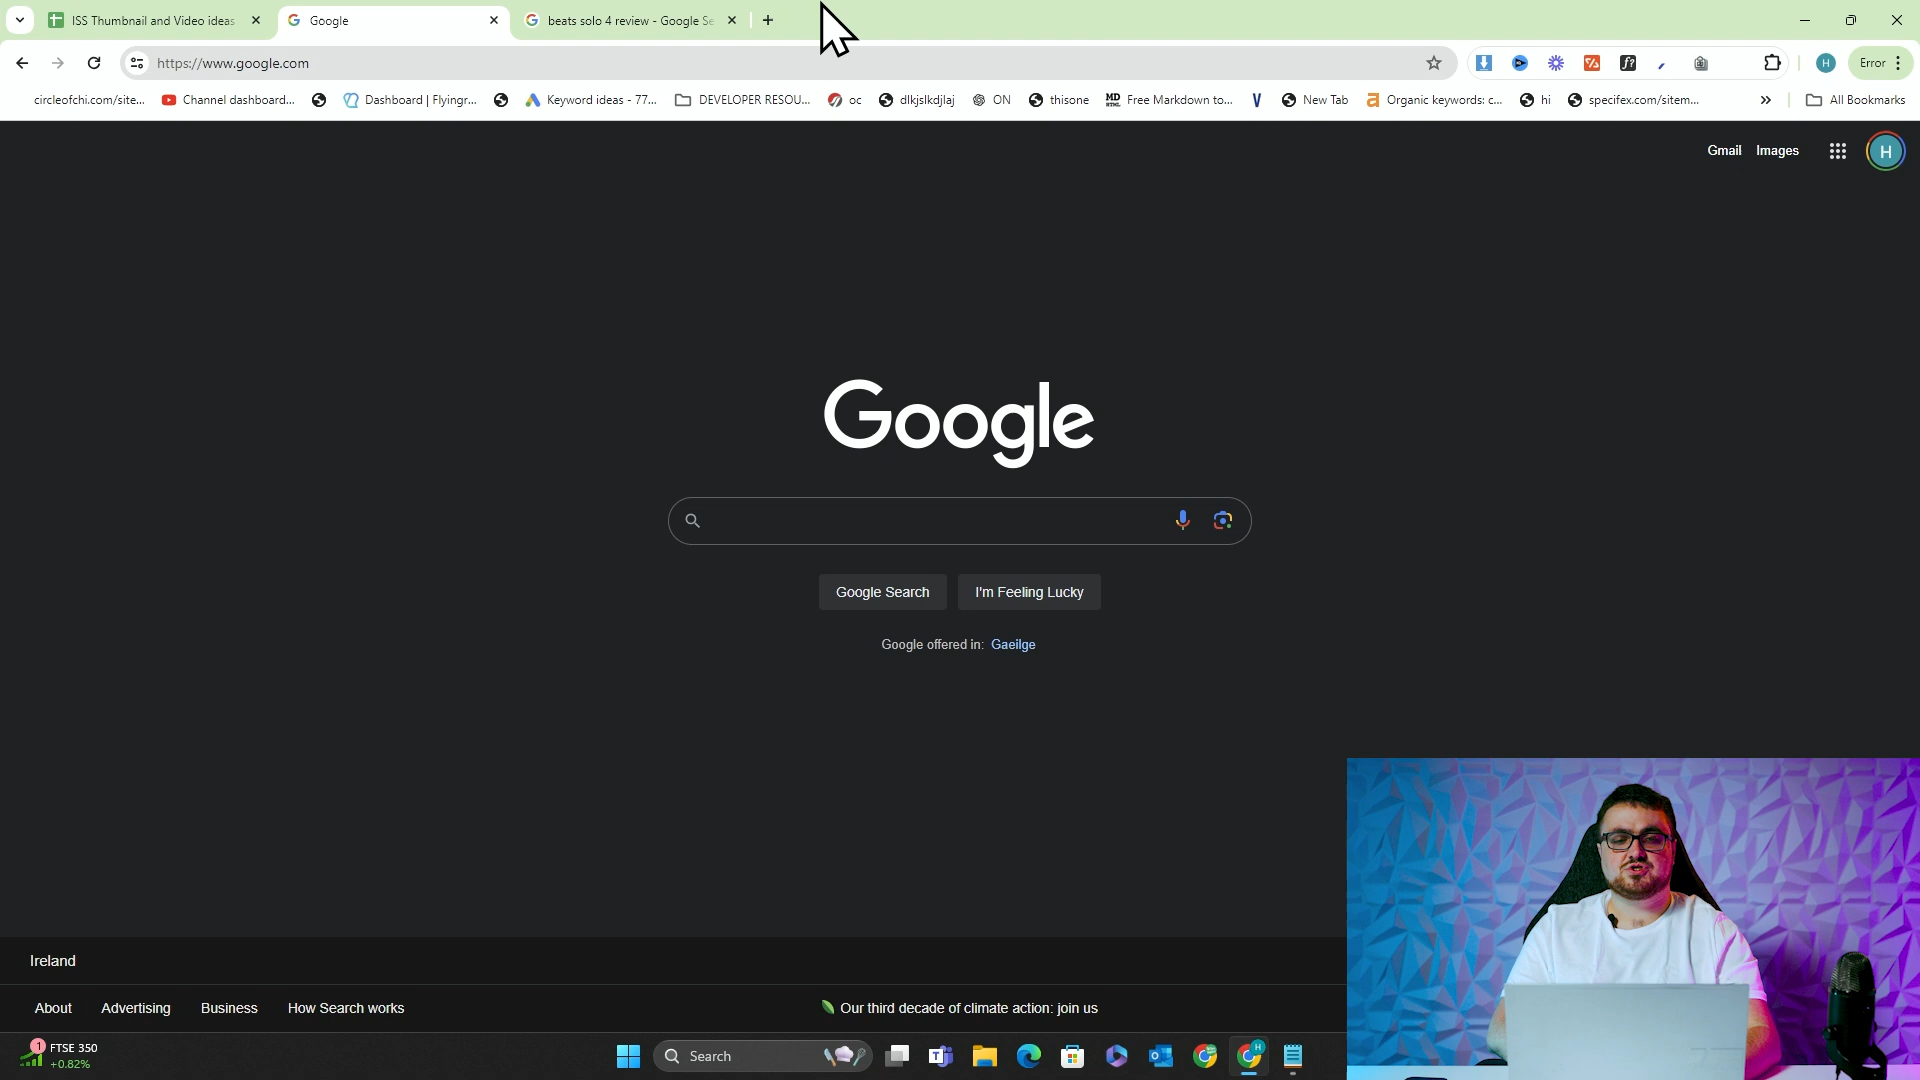 ISS Thumbnail and Video ideas
Google
beats solo 4 review - Google Se
https://www.google.com
H
Error
circleofchi.com/site...
Channel dashboard...
Dashboard | Flyingr...
Keyword ideas - 77...
DEVELOPER RESOU...
oc
dlkjslkdjlaj
ON
thisone
MD
Free Markdown to...
V
New Tab
Organic keywords: c...
hi
specifex.com/sitem...
»
All Bookmarks
Gmail
Images
H
Google
Google Search
I'm Feeling Lucky
Google offered in: Gaeilge
Ireland
About
Advertising
Business
How Search works
Our third decade of climate action: join us
1
FTSE 350
+0.82%
Search